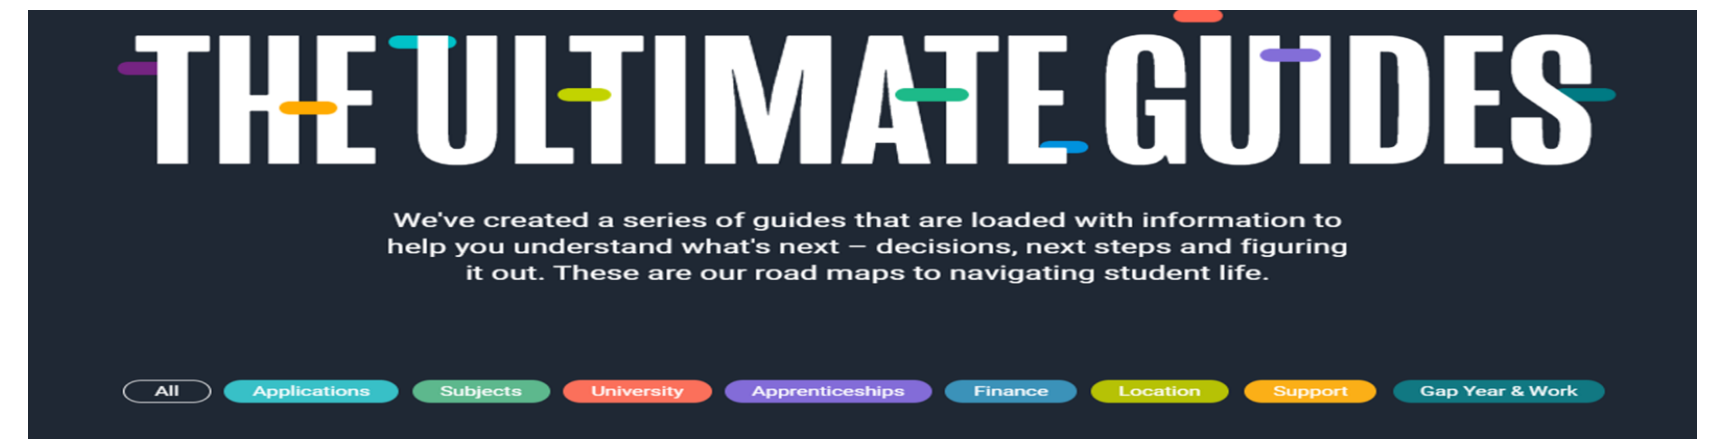 THE ULTIMATE GUIDES
We've created a series of guides that are loaded with information to
help you understand what's next – decisions, next steps and figuring
it out. These are our road maps to navigating student life.
All Applications Subjects University Apprenticeships Finance Location Support Gap Year & Work